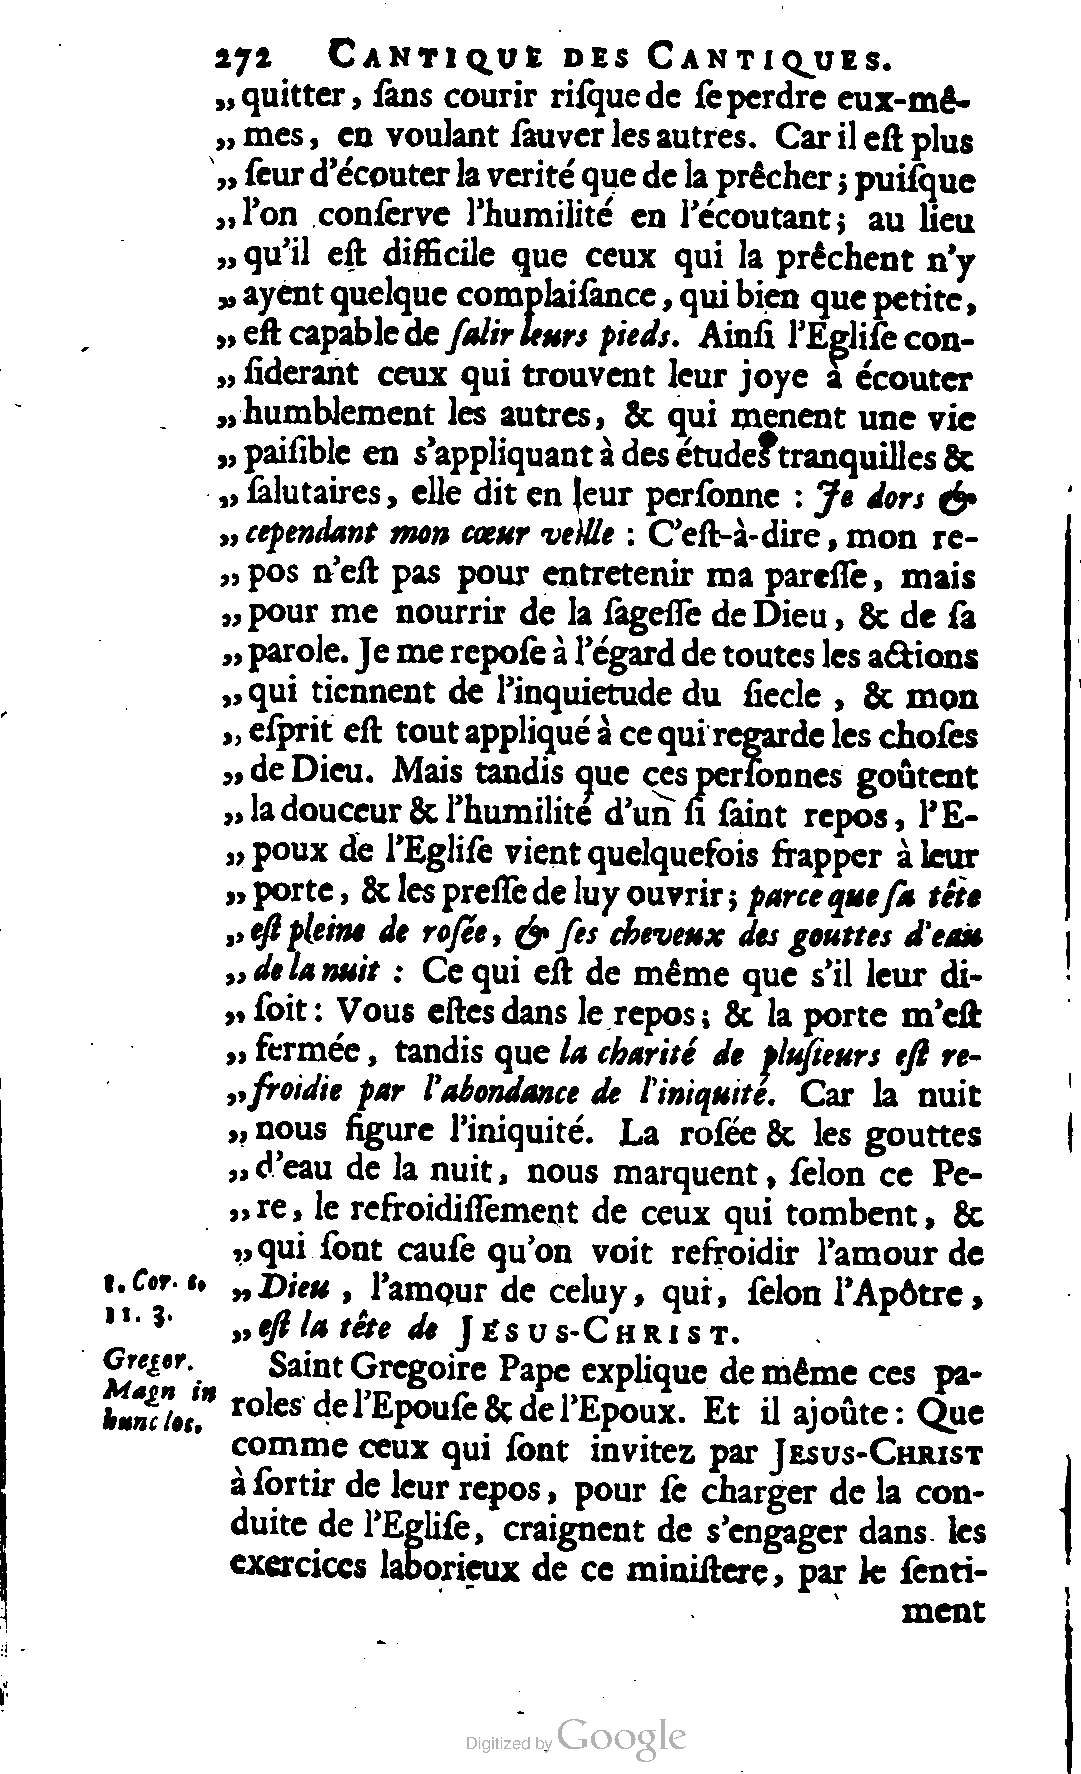 272 CANTIQUE DES CANTIQUES.
„quitter, ſans courir riſque de ſe perdre eux-mê-
„mes, en voulant ſauver les autres. Car il eſt plus
„ſeur d'écouter la verité que de la prêcher; puiſque
„l'on conſerve l'humilité en l'écoutant; au lieu
„qu'il eſt difficile que ceux qui la prêchent n'y
„ayent quelque complaiſance, qui bien que petite,
„eſt capable de ſalir leurs pieds. Ainſi l'Egliſe con-
„ſiderant ceux qui trouvent leur joye à écouter
„humblement les autres, & qui menent une vie
„paiſible en s'appliquant à des études tranquilles &
„ſalutaires, elle dit en leur perſonne : Je dors &
„cependant mon cœur veille : C'eſt-à-dire, mon re-
„pos n'eſt pas pour entretenir ma pareſſe, mais
„pour me nourrir de la ſageſſe de Dieu, & de ſa
„parole. Je me repoſe à l'égard de toutes les actions
„qui tiennent de l'inquietude du ſiecle , & mon
„eſprit eſt tout appliqué à ce qui regarde les choſes
„de Dieu. Mais tandis que ces perſonnes goûtent
„la douceur & l'humilité d'un ſi ſaint repos, l'E-
„poux de l'Egliſe vient quelquefois frapper à leur
„porte, & les preſſe de luy ouvrir; parce que ſa tête
„eſt pleine de roſée, & ſes cheveux des gouttes d'eau
„de la nuit : Ce qui eſt de même que s'il leur di-
„ſoit : Vous eſtes dans le repos; & la porte m'eſt
„fermée, tandis que la charité de pluſieurs eſt re-
„froidie par l'abondance de l'iniquité. Car la nuit
„nous figure l'iniquité. La roſée & les gouttes
„d'eau de la nuit, nous marquent, ſelon ce Pe-
„re, le refroidiſſement de ceux qui tombent, &
„qui ſont cauſe qu'on voit refroidir l'amour de
1. Cor. c. „Dieu, l'amour de celuy, qui, ſelon l'Apôtre,
11. 3. „eſt la tête de JESUS-CHRIST.
Gregor. Saint Gregoire Pape explique de même ces pa-
Magn in roles de l'Epouſe & de l'Epoux. Et il ajoûte : Que
hunc loc. comme ceux qui ſont invitez par JESUS-CHRIST
à ſortir de leur repos, pour ſe charger de la con-
duite de l'Egliſe, craignent de s'engager dans les
exercices laborieux de ce miniſtere, par le ſenti-
ment
Digitized by Google